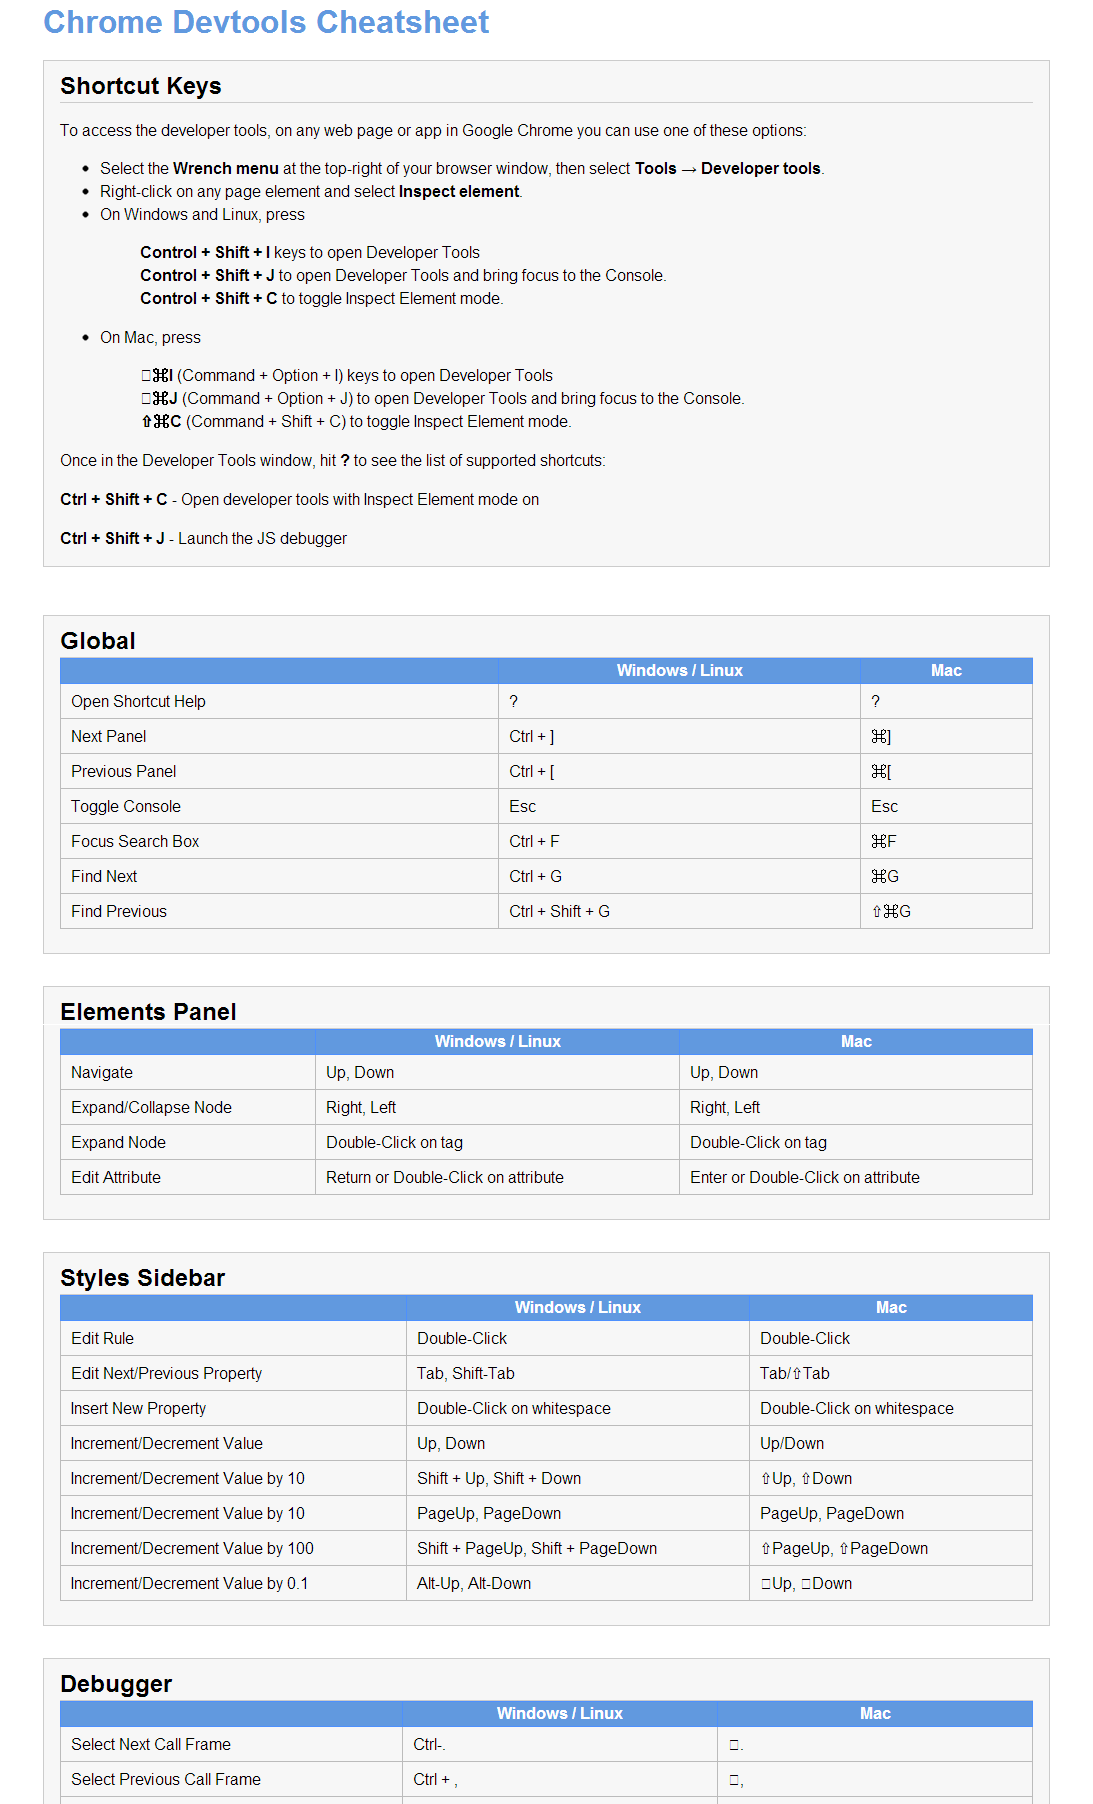 Chrome Devtools Cheatsheet
Shortcut Keys
To access the developer tools, on any web page or app in Google Chrome you can use one of these options:
• Select the Wrench menu at the top-right of your browser window, then select Tools → Developer tools.
• Right-click on any page element and select Inspect element.
• On Windows and Linux, press
Control + Shift + I keys to open Developer Tools
Control + Shift + J to open Developer Tools and bring focus to the Console.
Control + Shift + C to toggle Inspect Element mode.
• On Mac, press
□⌘I (Command + Option + I) keys to open Developer Tools
□⌘J (Command + Option + J) to open Developer Tools and bring focus to the Console.
⇧⌘C (Command + Shift + C) to toggle Inspect Element mode.
Once in the Developer Tools window, hit ? to see the list of supported shortcuts:
Ctrl + Shift + C - Open developer tools with Inspect Element mode on
Ctrl + Shift + J - Launch the JS debugger
Global
Windows / Linux Mac
Open Shortcut Help ? ?
Next Panel Ctrl + ] ⌘]
Previous Panel Ctrl + [ ⌘[
Toggle Console Esc Esc
Focus Search Box Ctrl + F ⌘F
Find Next Ctrl + G ⌘G
Find Previous Ctrl + Shift + G ⇧⌘G
Elements Panel
Windows / Linux Mac
Navigate Up, Down Up, Down
Expand/Collapse Node Right, Left Right, Left
Expand Node Double-Click on tag Double-Click on tag
Edit Attribute Return or Double-Click on attribute Enter or Double-Click on attribute
Styles Sidebar
Windows / Linux Mac
Edit Rule Double-Click Double-Click
Edit Next/Previous Property Tab, Shift-Tab Tab/⇧Tab
Insert New Property Double-Click on whitespace Double-Click on whitespace
Increment/Decrement Value Up, Down Up/Down
Increment/Decrement Value by 10 Shift + Up, Shift + Down ⇧Up, ⇧Down
Increment/Decrement Value by 10 PageUp, PageDown PageUp, PageDown
Increment/Decrement Value by 100 Shift + PageUp, Shift + PageDown ⇧PageUp, ⇧PageDown
Increment/Decrement Value by 0.1 Alt-Up, Alt-Down □Up, □Down
Debugger
Windows / Linux Mac
Select Next Call Frame Ctrl-. □.
Select Previous Call Frame Ctrl + , □,